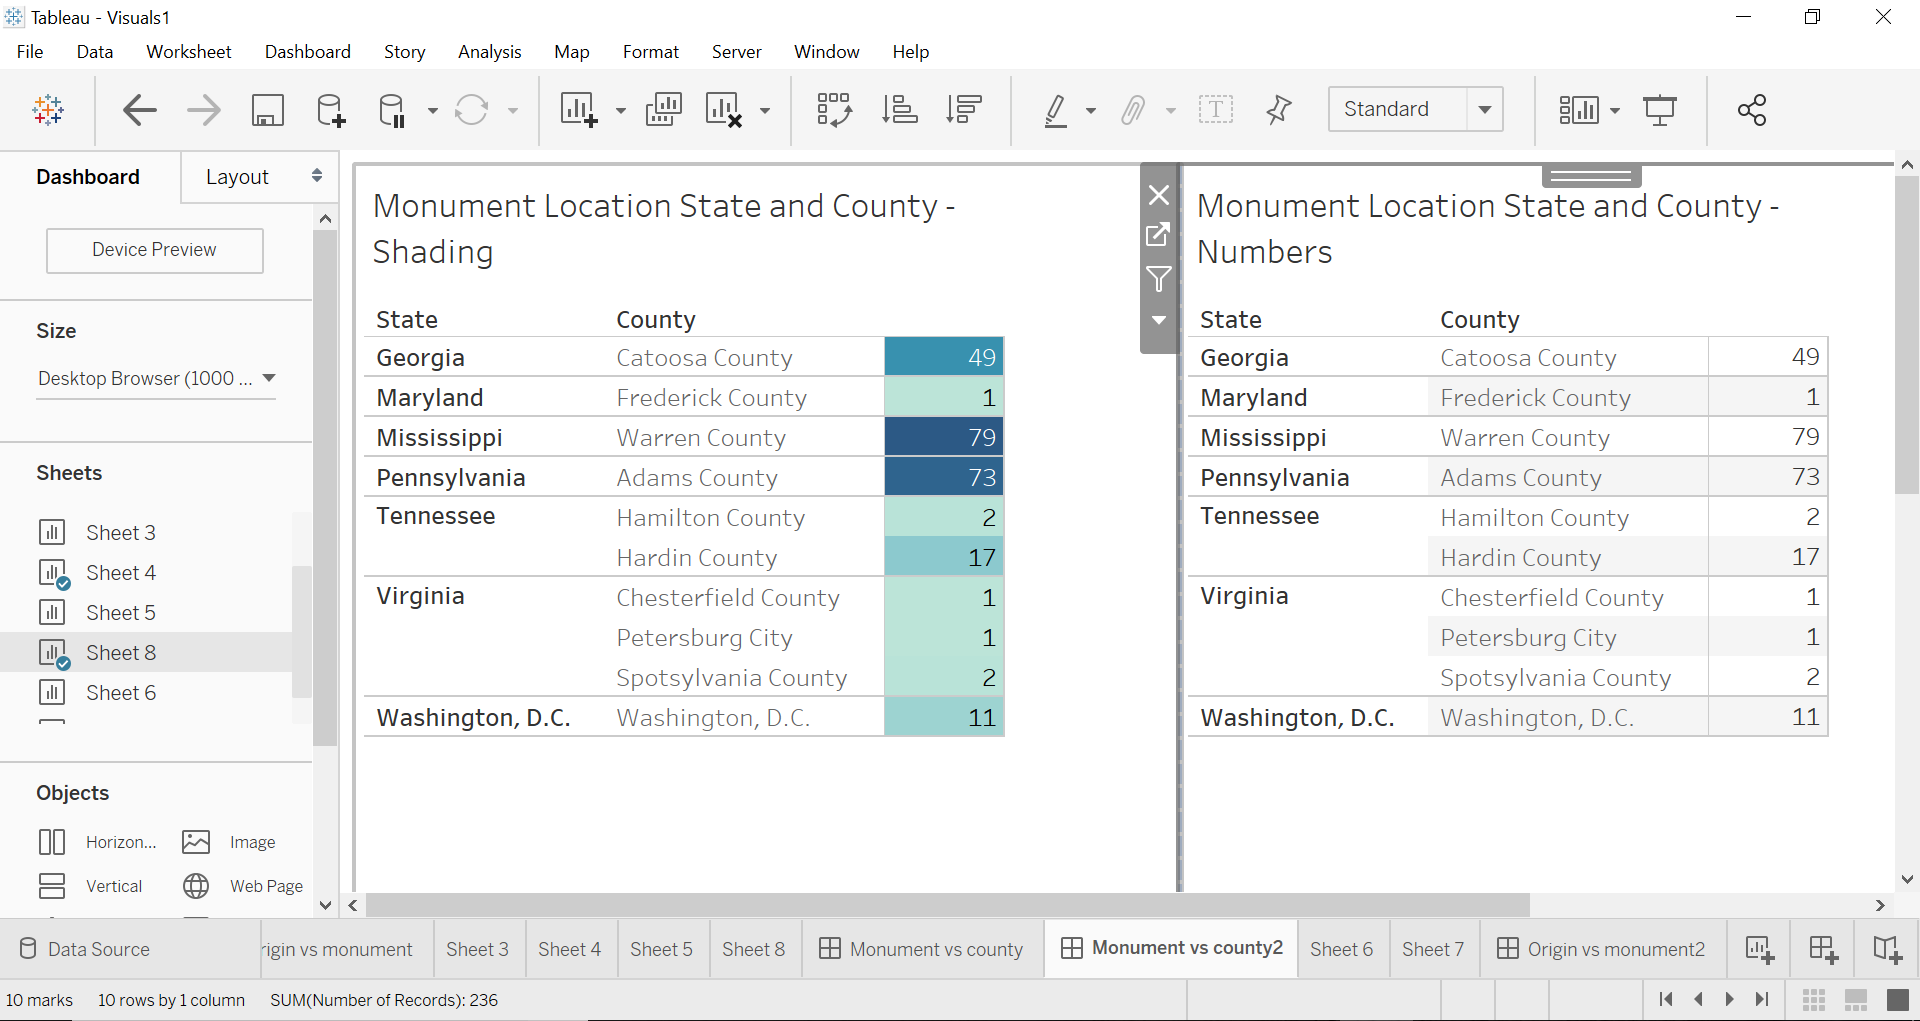 Tableau - Visuals1
File Data Worksheet Dashboard Story Analysis Map Format Server Window Help
Standard
Dashboard Layout
Device Preview
Size
Desktop Browser (1000 ...
Sheets
Sheet 3
Sheet 4
Sheet 5
Sheet 8
Sheet 6
Objects
Horizon... Image
Vertical Web Page
Monument Location State and County -
Shading
State County
Georgia Catoosa County 49
Maryland Frederick County 1
Mississippi Warren County 79
Pennsylvania Adams County 73
Tennessee Hamilton County 2
Hardin County 17
Virginia Chesterfield County 1
Petersburg City 1
Spotsylvania County 2
Washington, D.C. Washington, D.C. 11
Monument Location State and County -
Numbers
State County
Georgia Catoosa County 49
Maryland Frederick County 1
Mississippi Warren County 79
Pennsylvania Adams County 73
Tennessee Hamilton County 2
Hardin County 17
Virginia Chesterfield County 1
Petersburg City 1
Spotsylvania County 2
Washington, D.C. Washington, D.C. 11
Data Source rigin vs monument Sheet 3 Sheet 4 Sheet 5 Sheet 8 Monument vs county Monument vs county2 Sheet 6 Sheet 7 Origin vs monument2
10 marks 10 rows by 1 column SUM(Number of Records): 236